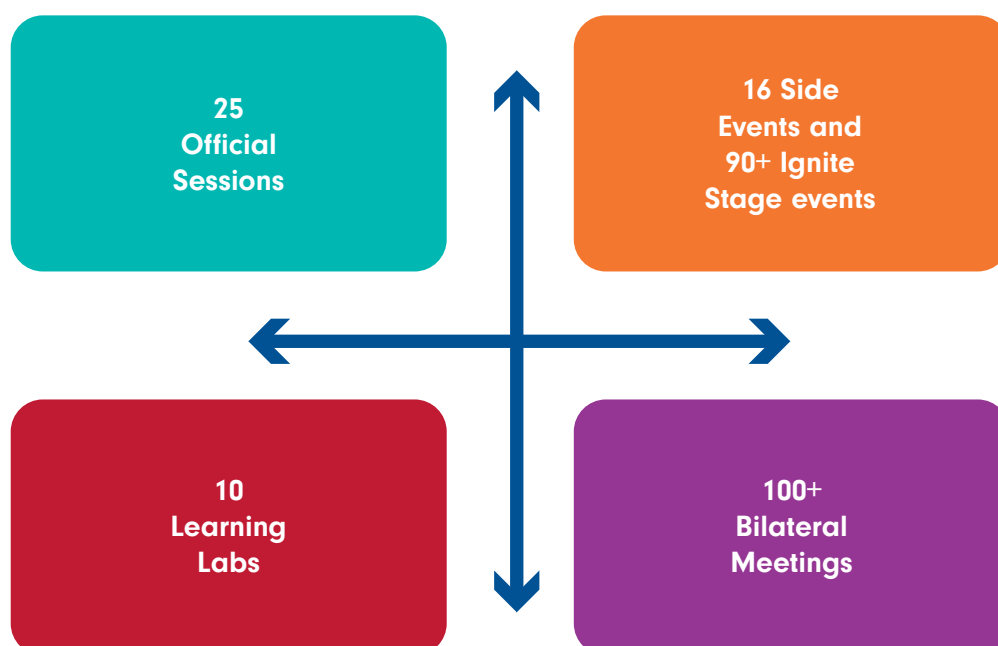 25
Official
Sessions
16 Side
Events and
90+ Ignite
Stage events
10
Learning
Labs
100+
Bilateral
Meetings